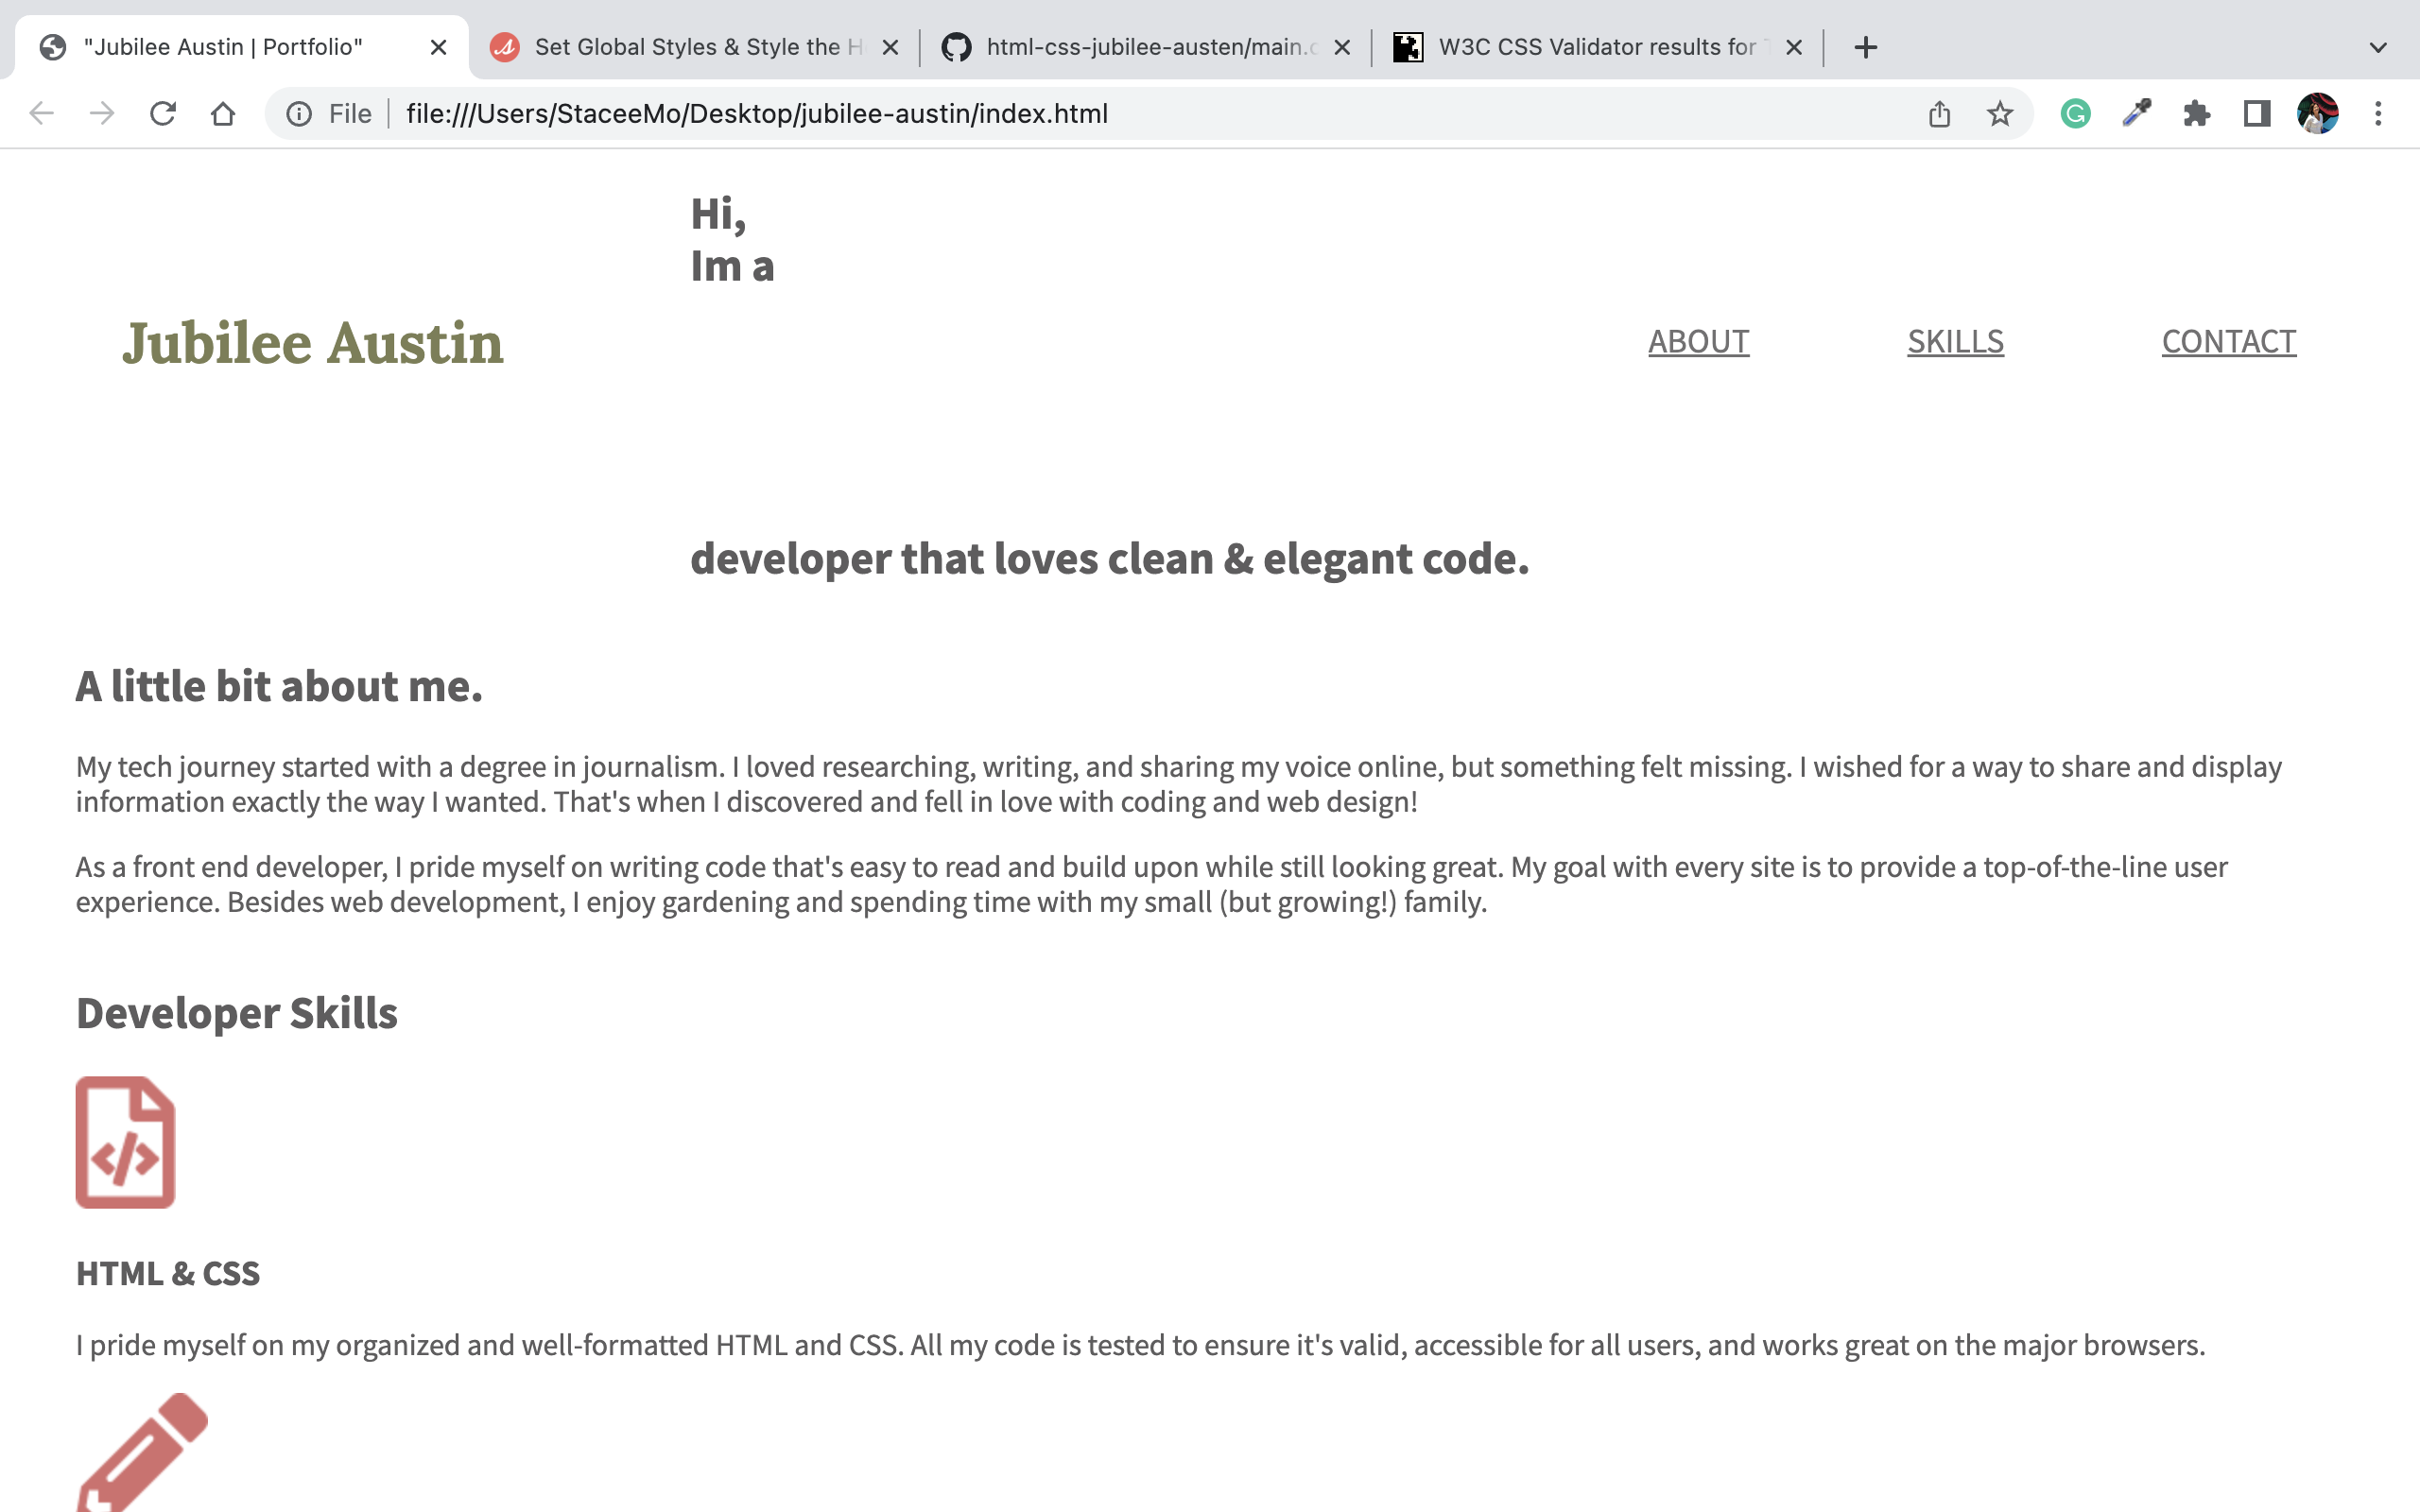 "Jubilee Austin | Portfolio"
Set Global Styles & Style the H
html-css-jubilee-austen/main.c
W3C CSS Validator results for
File
file:///Users/StaceeMo/Desktop/jubilee-austin/index.html
Hi,
Im a
Jubilee Austin
ABOUT
SKILLS
CONTACT
developer that loves clean & elegant code.
A little bit about me.
My tech journey started with a degree in journalism. I loved researching, writing, and sharing my voice online, but something felt missing. I wished for a way to share and display
information exactly the way I wanted. That's when I discovered and fell in love with coding and web design!
As a front end developer, I pride myself on writing code that's easy to read and build upon while still looking great. My goal with every site is to provide a top-of-the-line user
experience. Besides web development, I enjoy gardening and spending time with my small (but growing!) family.
Developer Skills
HTML & CSS
I pride myself on my organized and well-formatted HTML and CSS. All my code is tested to ensure it's valid, accessible for all users, and works great on the major browsers.